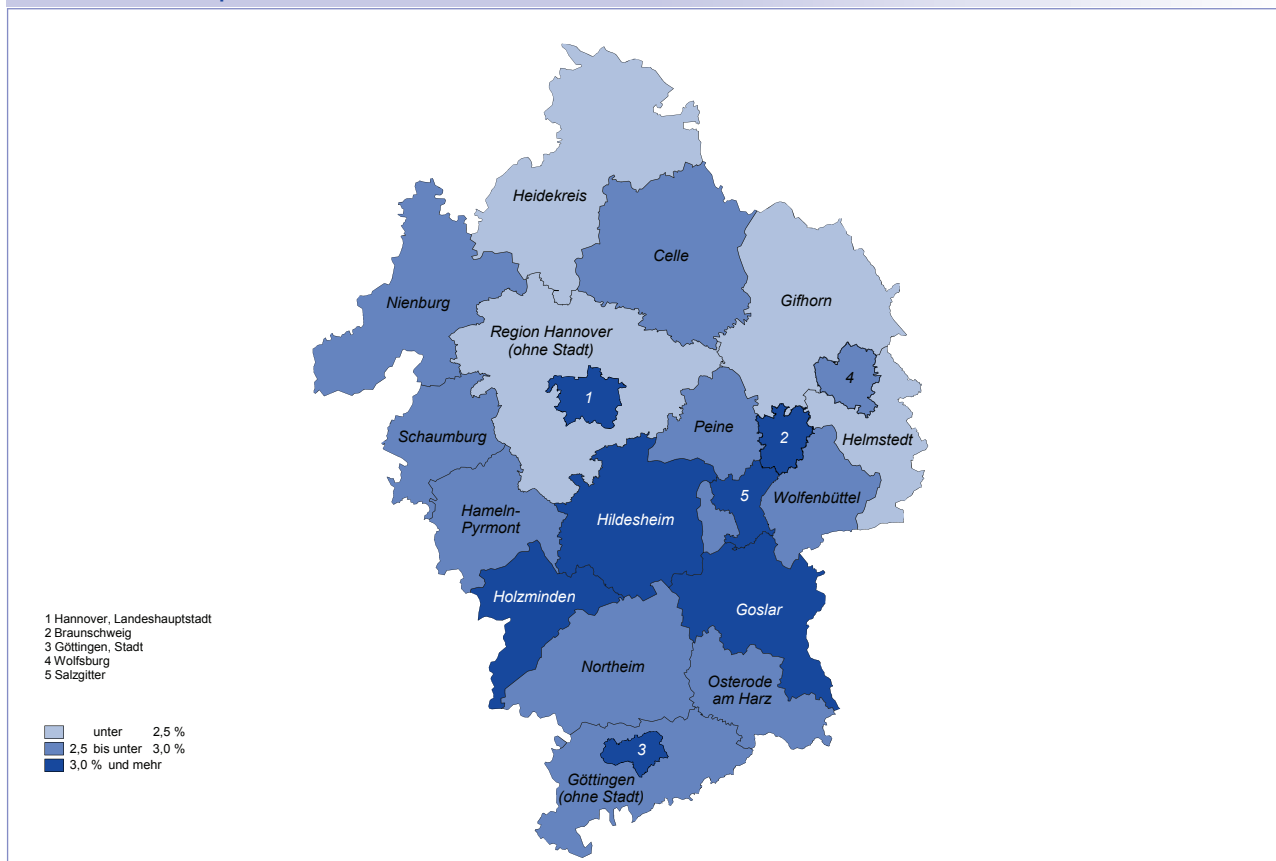 Heidekreis
Celle
Gifhorn
Nienburg
Region Hannover
(ohne Stadt)
4
1
Peine
2
Schaumburg
Helmstedt
5
Wolfenbüttel
Hameln-
Pyrmont
Hildesheim
Holzminden
Goslar
Northeim
Osterode
am Harz
3
Göttingen
(ohne Stadt)
1 Hannover, Landeshauptstadt
2 Braunschweig
3 Göttingen, Stadt
4 Wolfsburg
5 Salzgitter
unter 2,5 %
2,5 bis unter 3,0 %
3,0 % und mehr